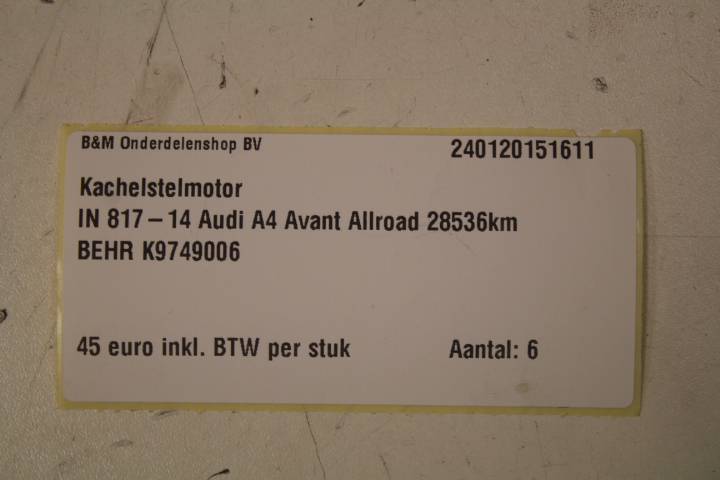 B&M Onderdelenshop BV 240120151611
Kachelstelmotor
IN 817 – 14 Audi A4 Avant Allroad 28536km
BEHR K9749006
45 euro inkl. BTW per stuk Aantal: 6